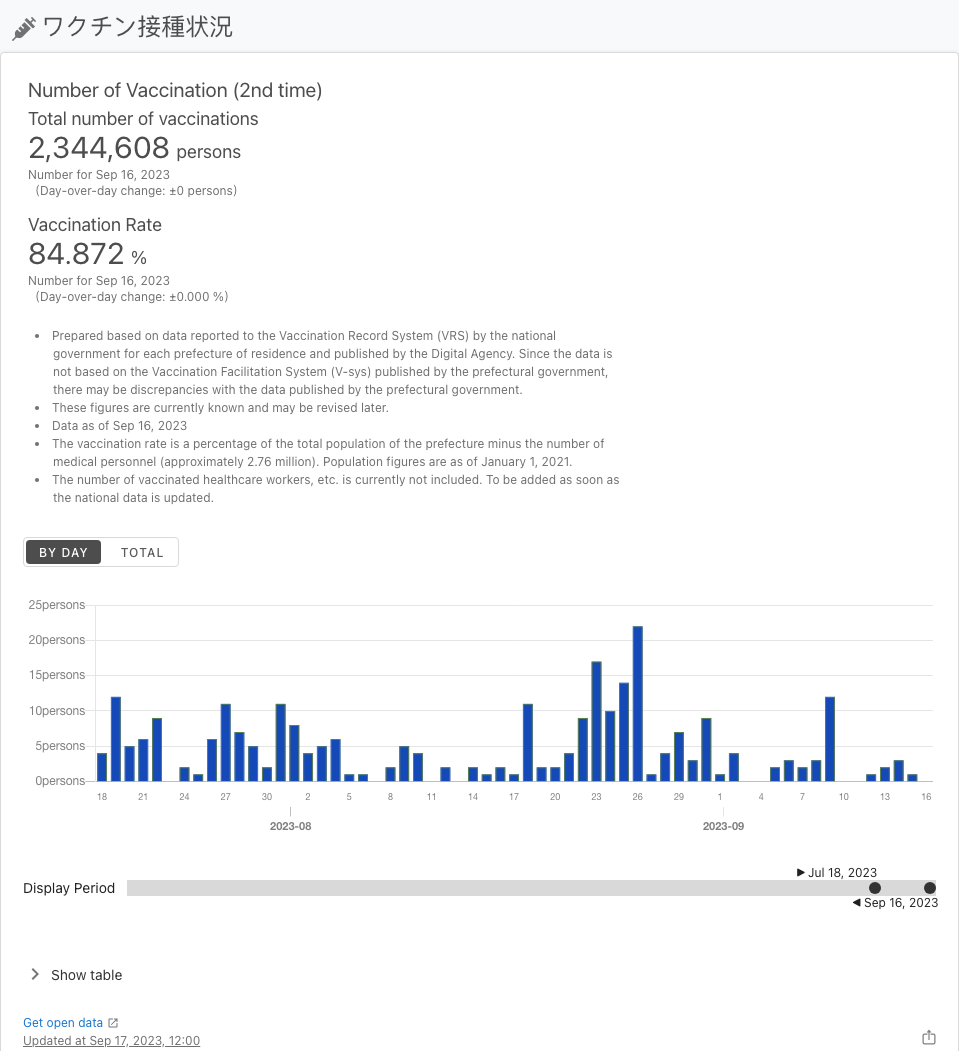 ワクチン接種状況
Number of Vaccination (2nd time)
Total number of vaccinations
2,344,608 persons
Number for Sep 16, 2023
(Day-over-day change: ±0 persons)
Vaccination Rate
84.872 %
Number for Sep 16, 2023
(Day-over-day change: ±0.000 %)
• Prepared based on data reported to the Vaccination Record System (VRS) by the national
government for each prefecture of residence and published by the Digital Agency. Since the data is
not based on the Vaccination Facilitation System (V-sys) published by the prefectural government,
there may be discrepancies with the data published by the prefectural government.
• These figures are currently known and may be revised later.
• Data as of Sep 16, 2023
• The vaccination rate is a percentage of the total population of the prefecture minus the number of
medical personnel (approximately 2.76 million). Population figures are as of January 1, 2021.
• The number of vaccinated healthcare workers, etc. is currently not included. To be added as soon as
the national data is updated.
BY DAY TOTAL
25persons
20persons
15persons
10persons
5persons
0persons
18 21 24 27 30 2 5 8 11 14 17 20 23 26 29 1 4 7 10 13 16
2023-08 2023-09
Jul 18, 2023
Display Period
Sep 16, 2023
Show table
Get open data
Updated at Sep 17, 2023, 12:00